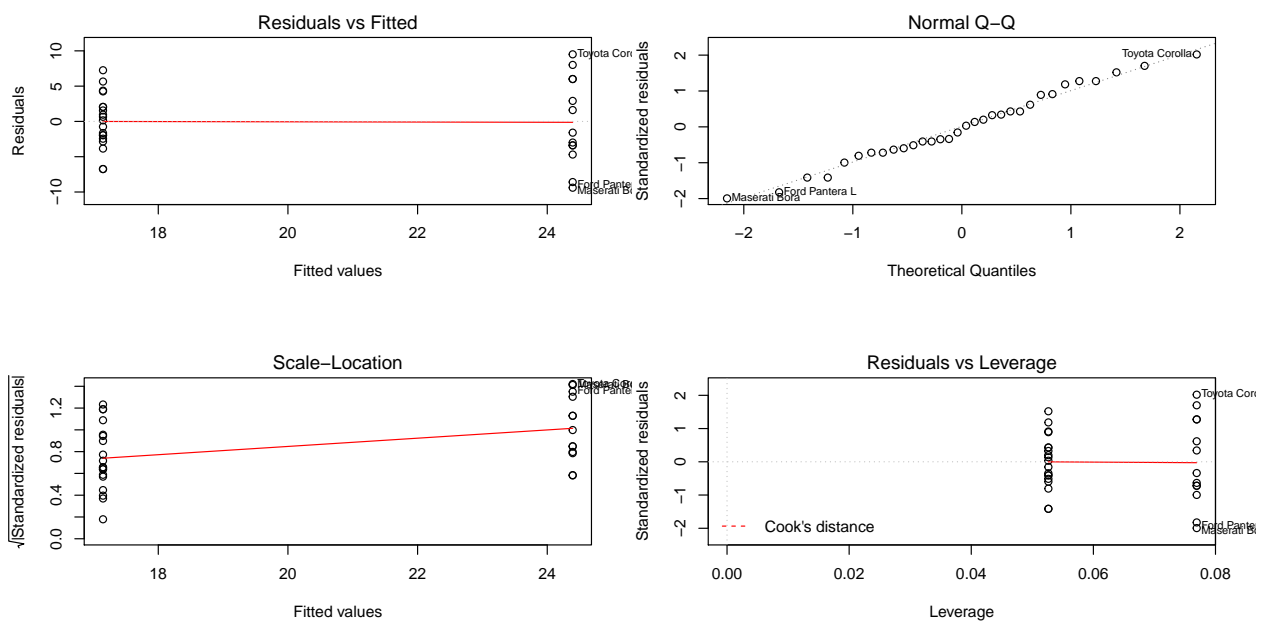 Residuals vs Fitted
Residuals
10
5
0
−10
Toyota Coro
Ford Pante
Maserati Bo
18
20
22
24
Fitted values
Normal Q−Q
Standardized residuals
2
1
0
−1
−2
Toyota Corolla
Ford Pantera L
Maserati Bora
−2
−1
0
1
2
Theoretical Quantiles
Scale−Location
√|Standardized residuals|
1.2
0.8
0.4
0.0
Ford Pante
18
20
22
24
Fitted values
Residuals vs Leverage
Standardized residuals
2
1
0
−1
−2
Toyota Coro
Ford Pante
Maserati Bo
Cook's distance
0.00
0.02
0.04
0.06
0.08
Leverage